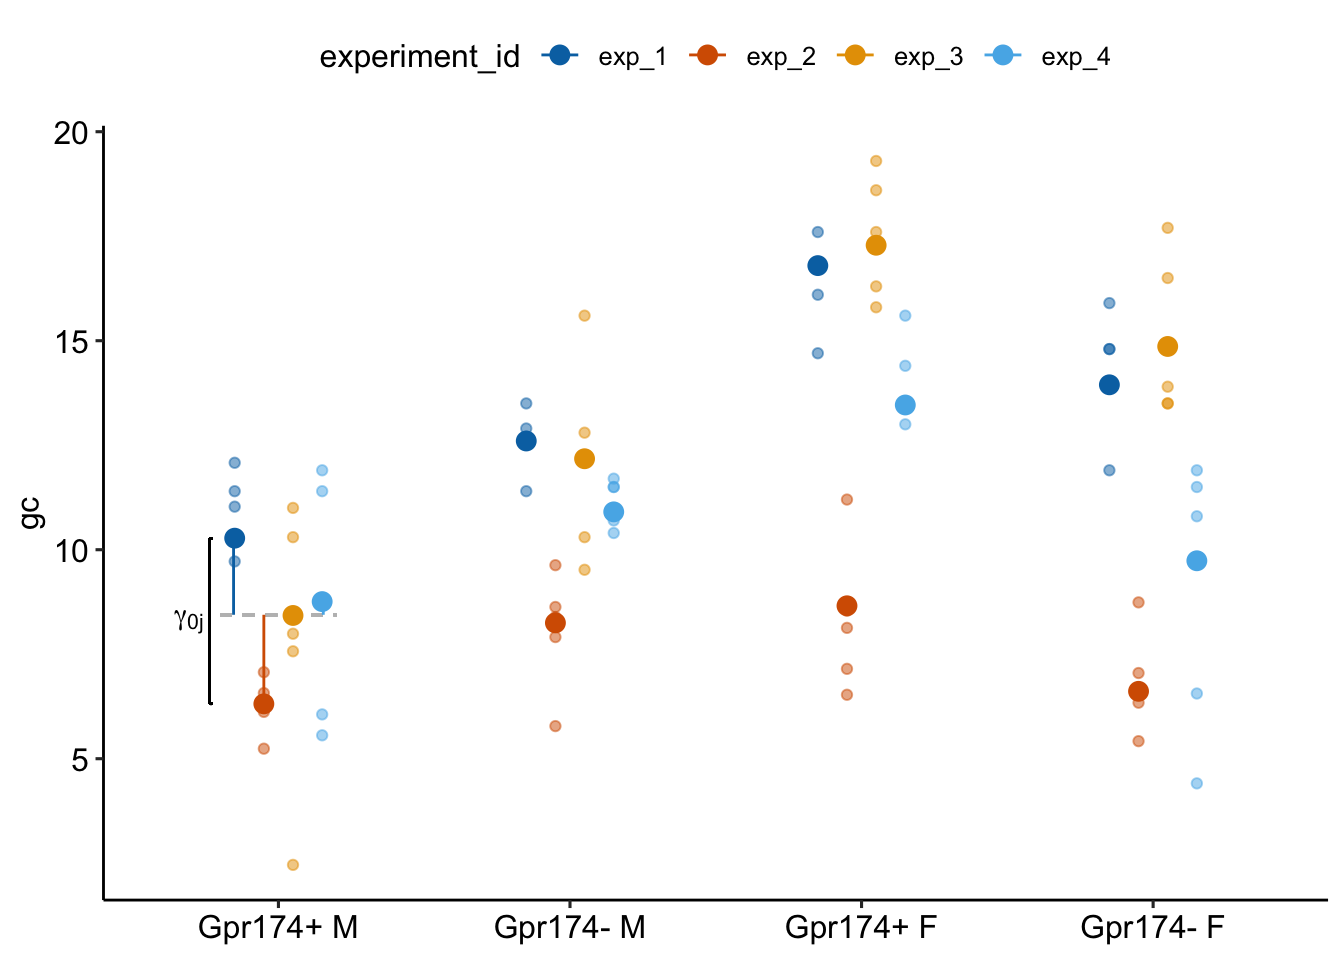 experiment_id exp_1 exp_2 exp_3 exp_4
20
15
10
5
gc
γ0j
Gpr174+ M Gpr174- M Gpr174+ F Gpr174- F